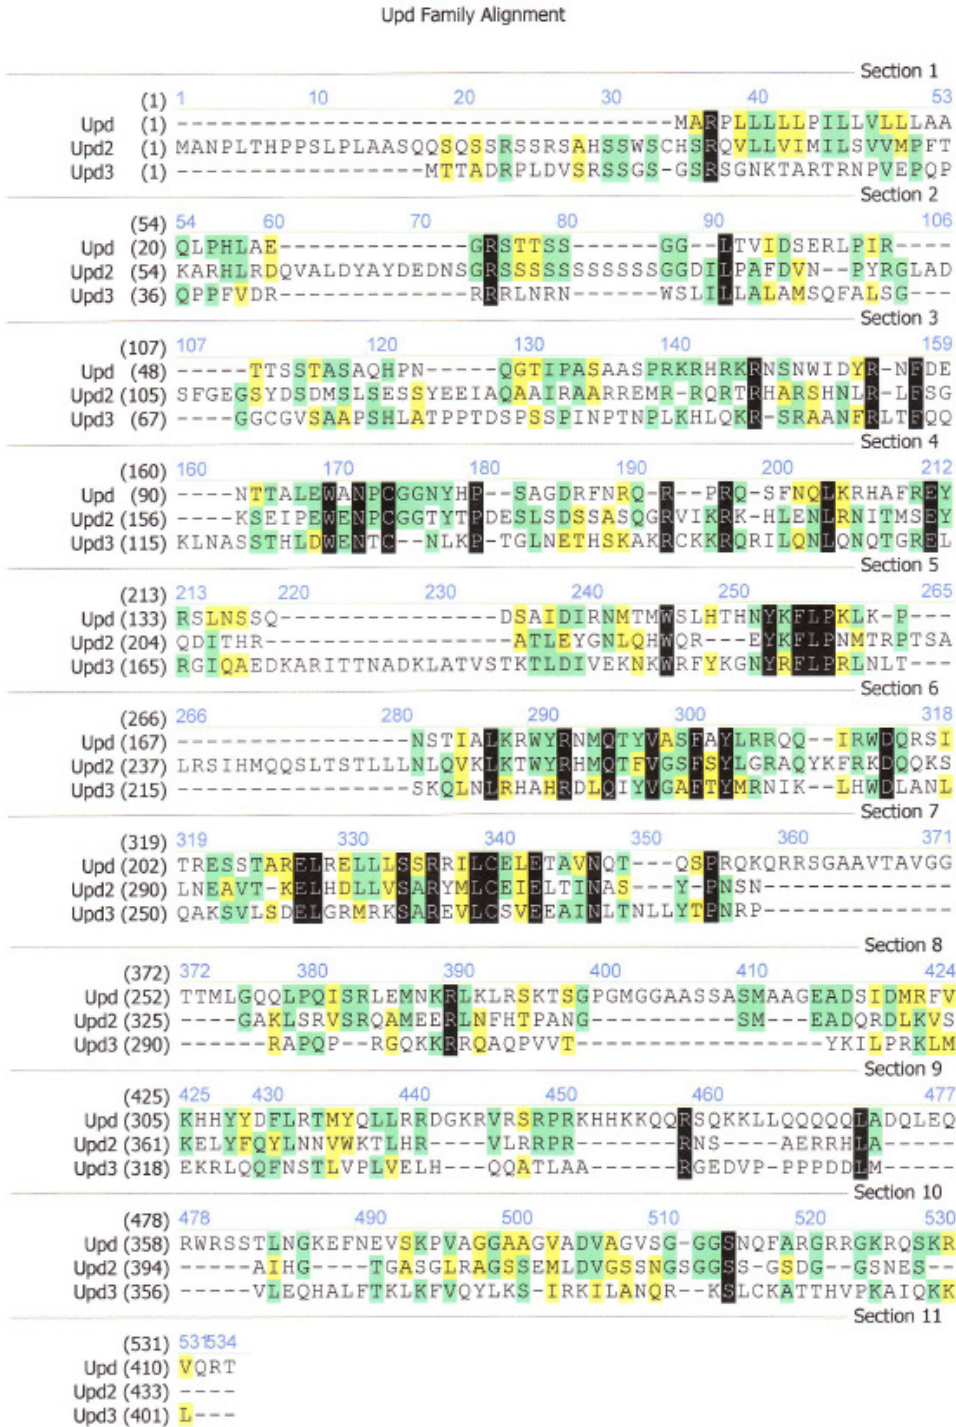 Upd Family Alignment
Section 1
(1) 1 10 20 30 40 53
Upd (1) ----------------------------------MARPLLLLLPILLVLLLAA
Upd2 (1) MANPLTHPPSLPLAASQQSQSSRSSRSAHSSWSCHSRQVLLVIMILSVVMPFT
Upd3 (1) -----------------MTTADRPLDVSRSSGS-GSRSGNKTARTRNPVEPQP
Section 2
(54) 54 60 70 80 90 106
Upd (20) QLPHLAE-------------GRSTTSS------GG--LTVIDSERLPIR----
Upd2 (54) KARHLRDQVALDYAYDEDNSGRSSSSSSSSSSSGGDILPAFDVN--PYRGLAD
Upd3 (36) QPPFVDR-------------RRRLNRN------WSLILLALAMSQFALSG---
Section 3
(107) 107 120 130 140 159
Upd (48) -----TTSSTASAQHPN-----QGTIPASAASPRKRHRKRNSNWIDYR-NFDE
Upd2 (105) SFGEGSYDSDMSLSESSYEEIAQAAIRAARREMR-RQRTRHARSHNLR-LFSG
Upd3 (67) ----GGCGVSAAPSHLATPPTDSPSSPINPTNPLKHLQKR-SRAANFRLTFQQ
Section 4
(160) 160 170 180 190 200 212
Upd (90) ----NTTALEWANPCGGNYHP--SAGDRFNRQ-R--PRQ-SFNQLKRHAFREY
Upd2 (156) ----KSEIPEWENPCGGTYTPDESLSDSSASQGRVIKRK-HLENLRNITMSEY
Upd3 (115) KLNASSTHLDWENTC--NLKP-TGLNETHSKAKRCKKRQRILQNLQNQTGREL
Section 5
(213) 213 220 230 240 250 265
Upd (133) RSLNSSQ---------------DSAIDIRNMTMWSLHTHNYKFLPKLK-P---
Upd2 (204) QDITHR-----------------ATLEYGNLQHWQR---EYKFLPNMTRPTSA
Upd3 (165) RGIQAEDKARITTNADKLATVSTKTLDIVEKNKWRFYKGNYRFLPRLNLT---
Section 6
(266) 266 280 290 300 318
Upd (167) ----------------NSTIALKRWYRNMQTYVASFAYLRRQQ--IRWDQRSI
Upd2 (237) LRSIHMQQSLTSTLLLNLQVKLKTWYRHMQTFVGSFSYLGRAQYKFRKDQQKS
Upd3 (215) ----------------SKQLNLRHAHRDLQIYVGAFTYMRNIK--LHWDLANL
Section 7
(319) 319 330 340 350 360 371
Upd (202) TRESSTARELRELLLSSRRILCELETAVNQT---QSPRQKQRRSGAAVTAVGG
Upd2 (290) LNEAVT-KELHDLLVSARYMLCEIELTINAS---Y-PNSN-------------
Upd3 (250) QAKSVLSDELGRMRKSAREVLCSVEEAINLTNLLYTPNRP-------------
Section 8
(372) 372 380 390 400 410 424
Upd (252) TTMLGQQLPQISRLEMNKRLKLRSKTSGPGMGGAASSASMAAGEADSIDMRFV
Upd2 (325) ----GAKLSRVSRQAMEERLNFHTPANG----------SM---EADQRDLKVS
Upd3 (290) ------RAPQP--RGQKKRRQAQPVVT-----------------YKILPRKLM
Section 9
(425) 425 430 440 450 460 477
Upd (305) KHHYYDFLRTMYQLLRRDGKRVRSRPRKHHKKQQRSQKKLLQQQQQLADQLEQ
Upd2 (361) KELYFQYLNNVWKTLHR----VLRRPR-------RNS----AERRHLA-----
Upd3 (318) EKRLQQFNSTLVPLVELH---QQATLAA------RGEDVP-PPPDDLM-----
Section 10
(478) 478 490 500 510 520 530
Upd (358) RWRSSTLNGKEFNEVSKPVAGGAAGVADVAGVSG-GGSNQFARGRRGKRQSKR
Upd2 (394) -----AIHG----TGASGLRAGSSEMLDVGSSNGSGGSS-GSDG--GSNES--
Upd3 (356) -----VLEQHALFTKLKFVQYLKS-IRKILANQR--KSLCKATTHVPKAIQKK
Section 11
(531) 531 534
Upd (410) VQRT
Upd2 (433) ----
Upd3 (401) L---